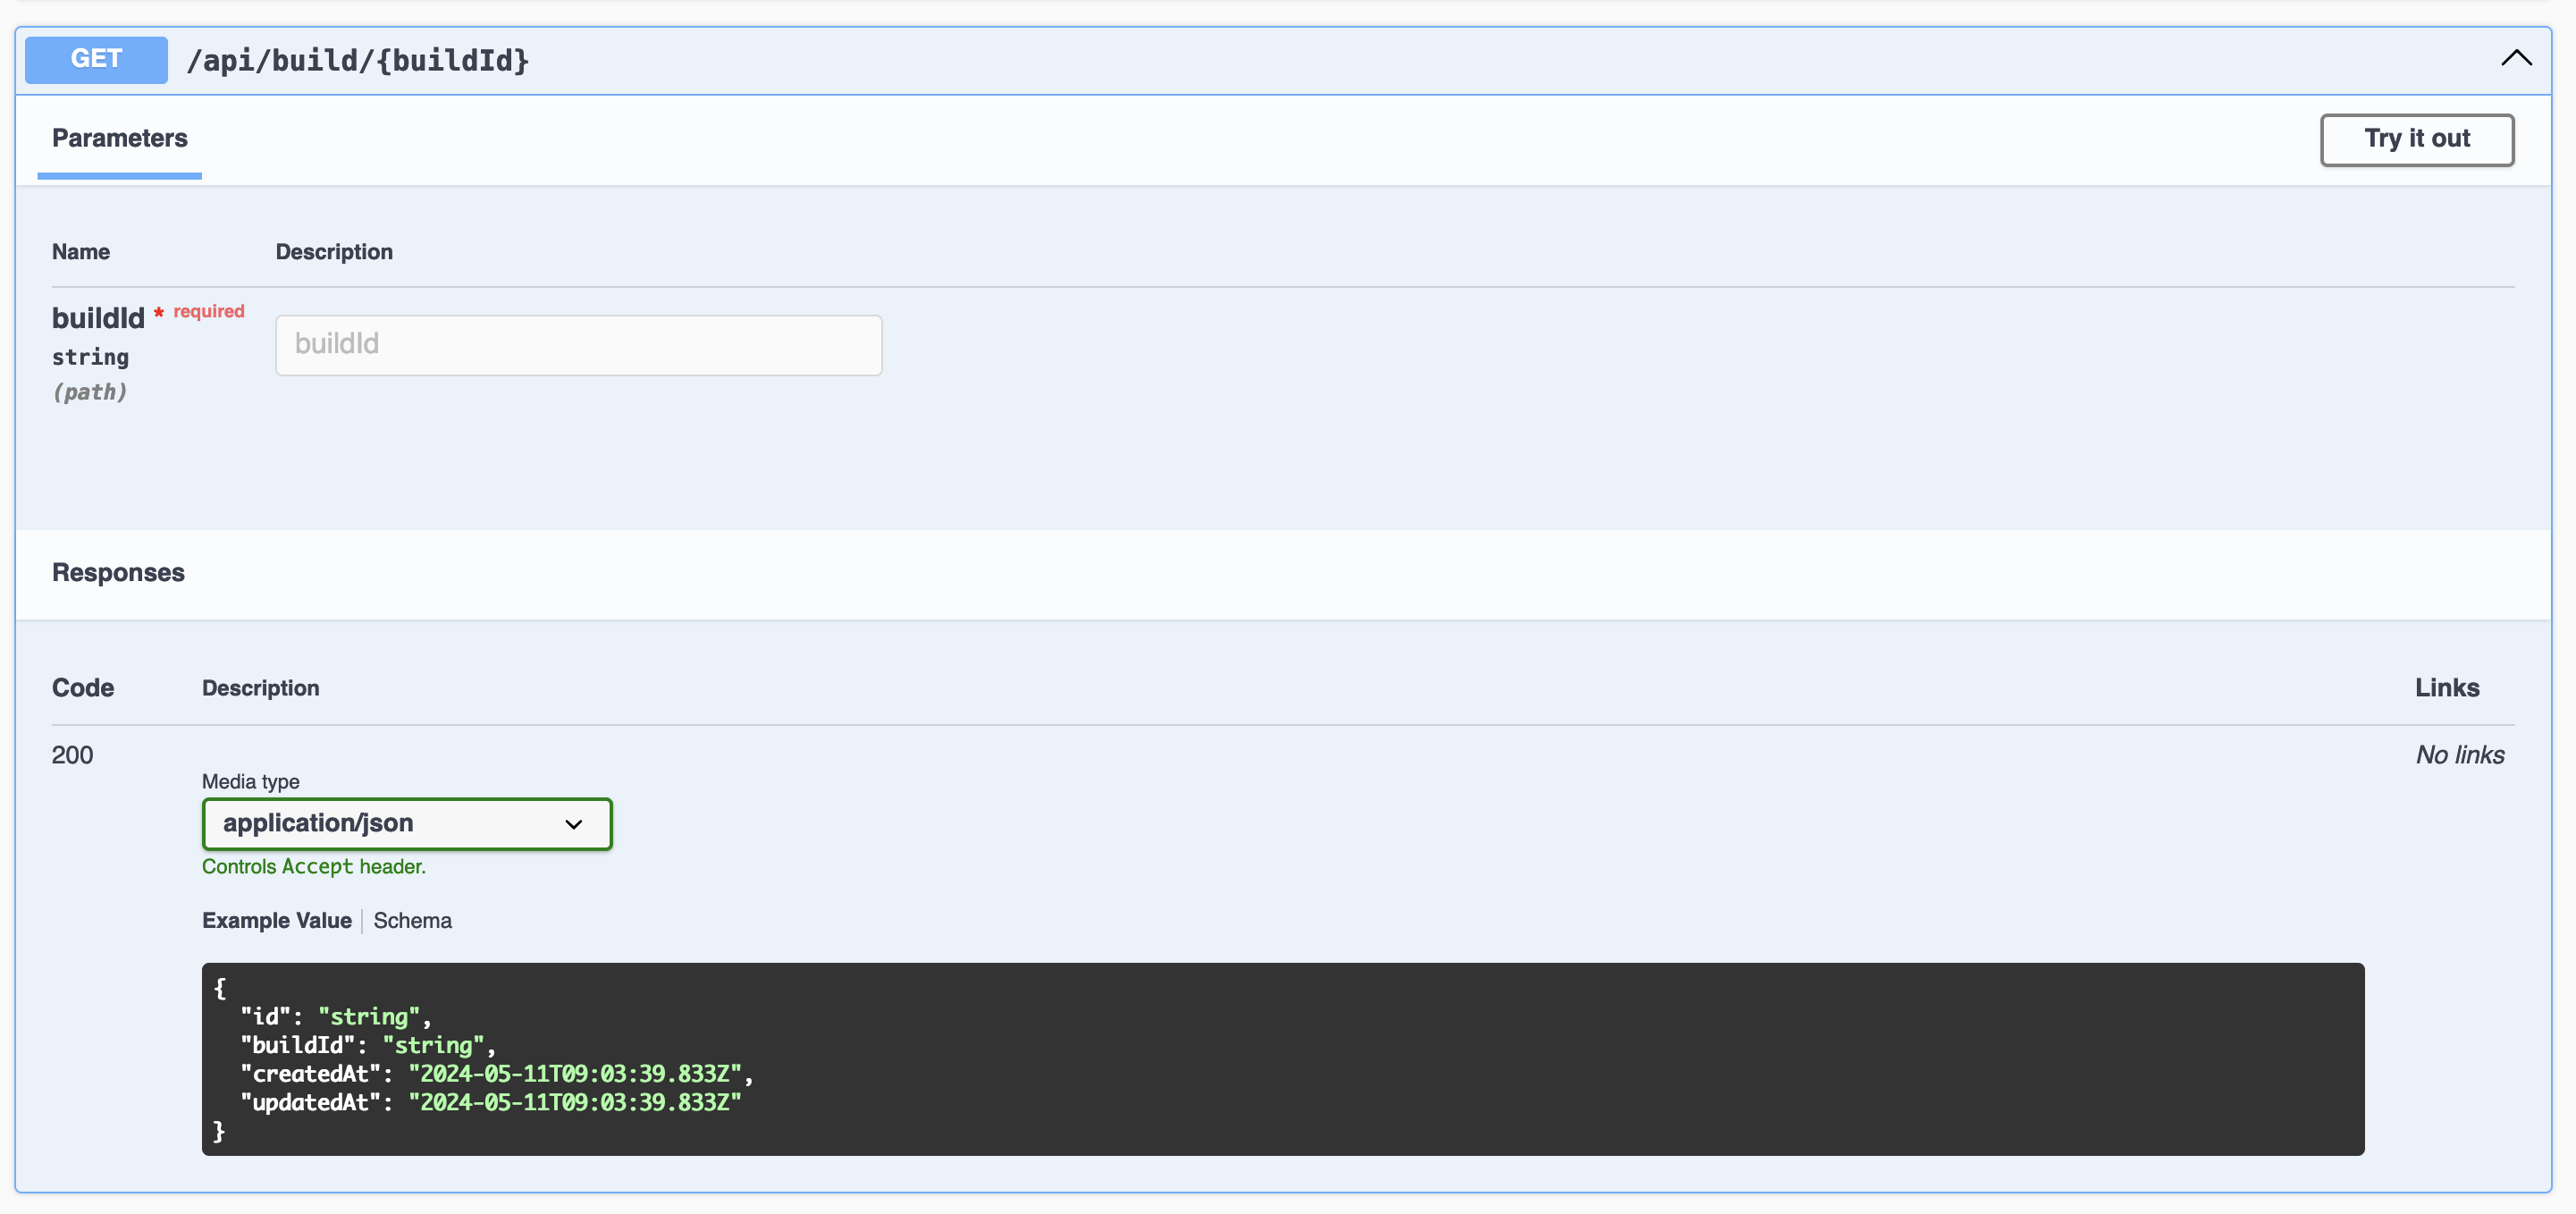 GET /api/build/{buildId}
Parameters
Try it out
Name Description
buildId * required
string
(path)
buildId
Responses
Code Description Links
200 No links
Media type
application/json
Controls Accept header.
Example Value Schema
{
  "id": "string",
  "buildId": "string",
  "createdAt": "2024-05-11T09:03:39.833Z",
  "updatedAt": "2024-05-11T09:03:39.833Z"
}